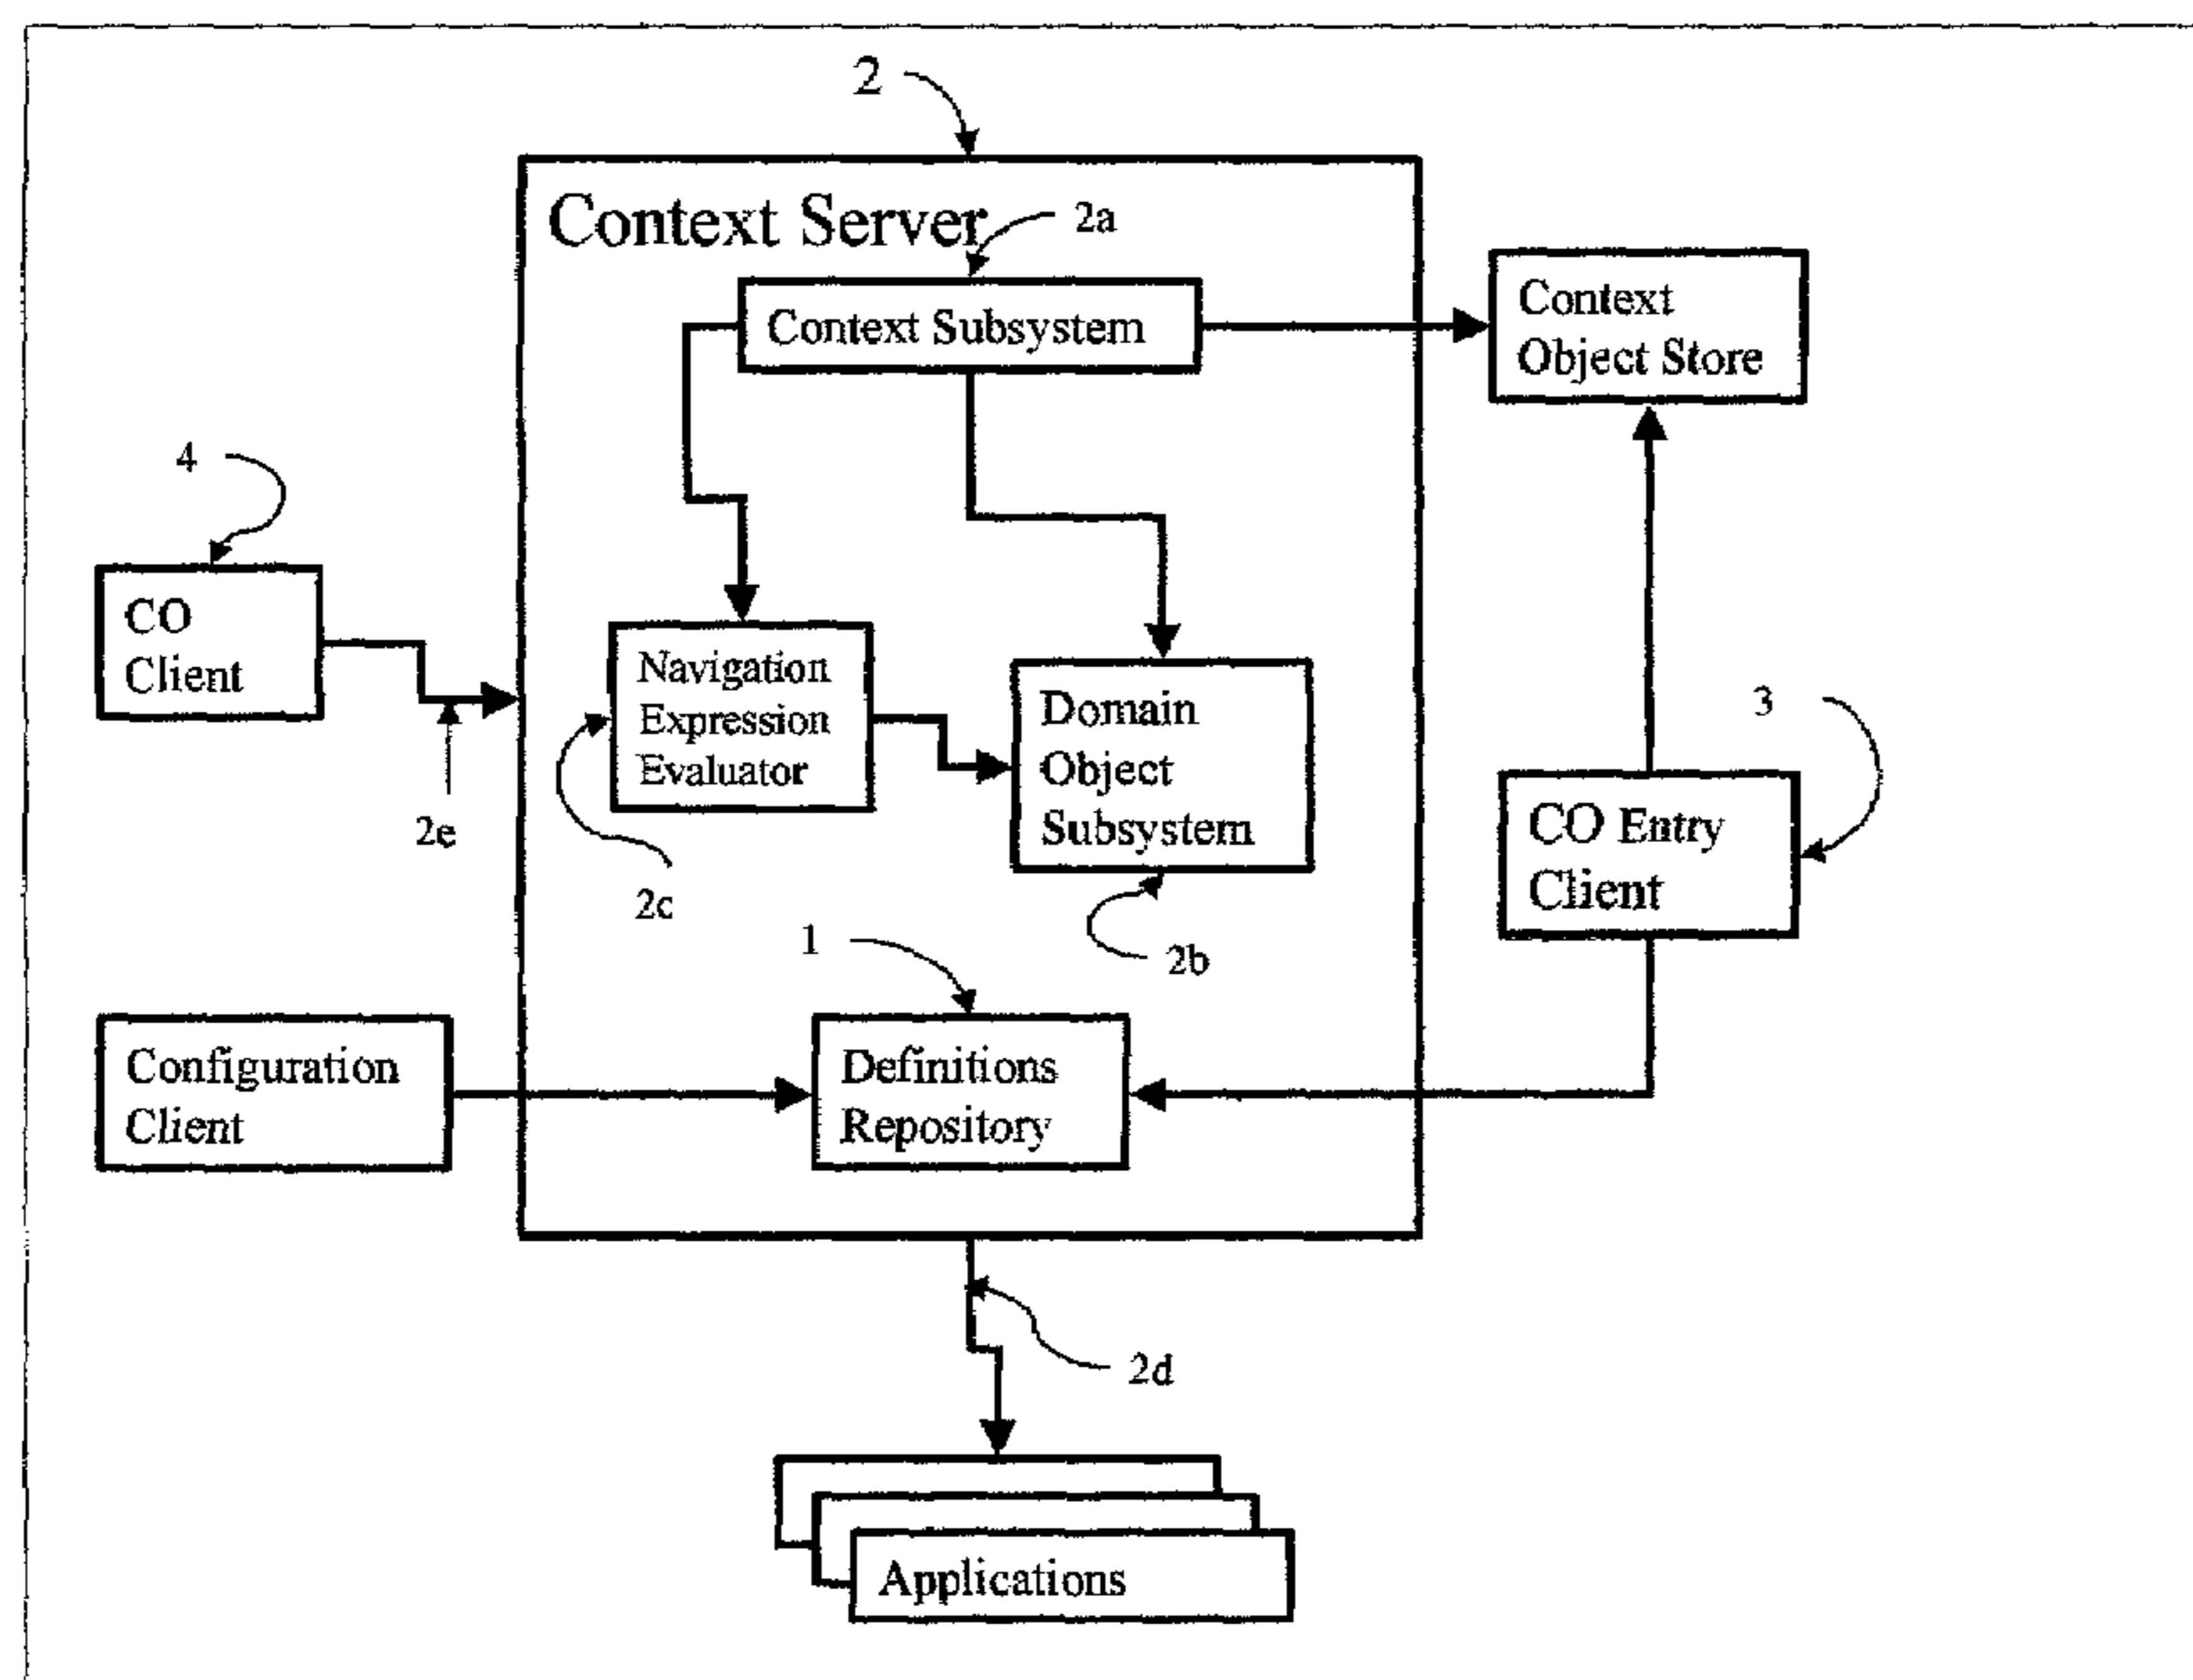 2
Context Server
2a
Context Subsystem
Context
Object Store
4
CO
Client
Navigation
Expression
Evaluator
Domain
Object
Subsystem
3
CO Entry
Client
2e
2c
2b
1
Configuration
Client
Definitions
Repository
2d
Applications